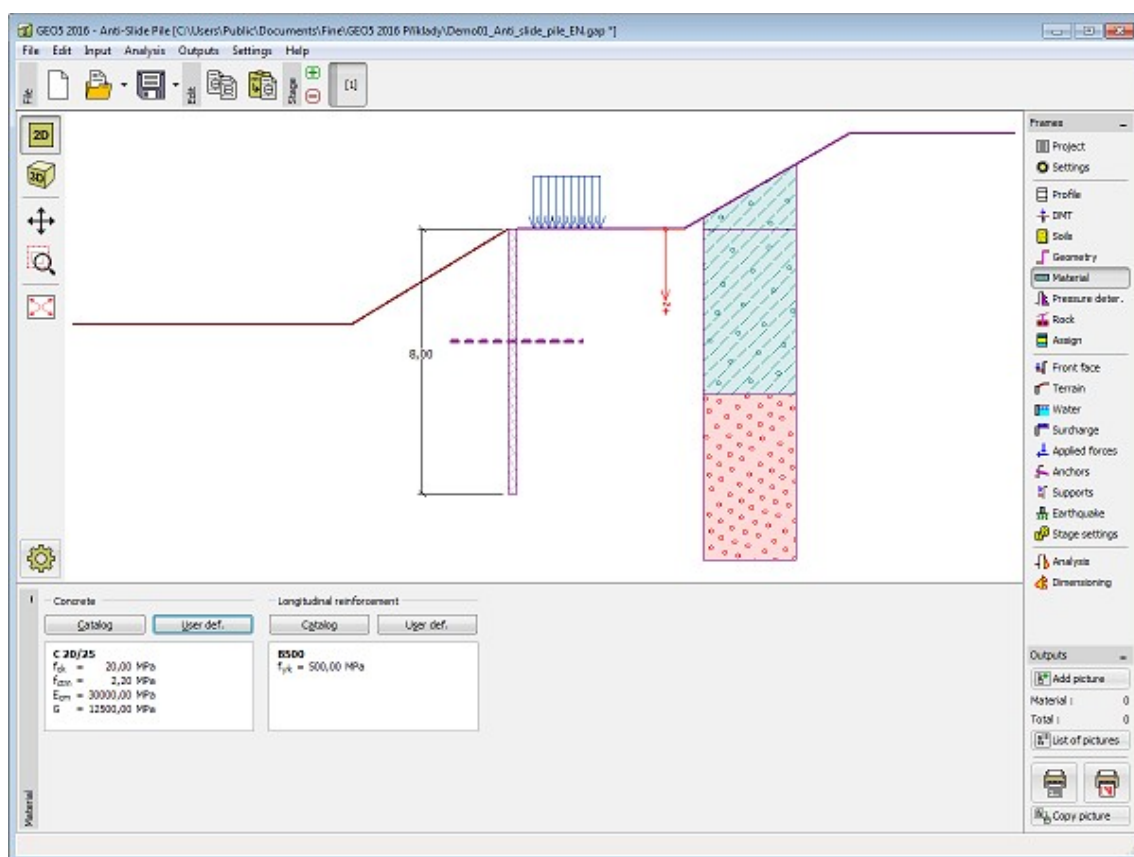 GEO5 2016 - Anti-Slide Pile [C:\Users\Public\Documents\Fine\GEO5 2016 Příklady\Demo01_Anti_slide_pile_EN.gap *]
File Edit Input Analysis Outputs Settings Help
File
Edit
Stage
[1]
2D
3D
8,00
+z
Frames
Project
Settings
Profile
DMT
Soils
Geometry
Material
Pressure deter.
Rock
Assign
Front face
Terrain
Water
Surcharge
Applied forces
Anchors
Supports
Earthquake
Stage settings
Analysis
Dimensioning
Concrete
Catalog User def.
C 20/25
fck = 20,00 MPa
fctm = 2,20 MPa
Ecm = 30000,00 MPa
G = 12500,00 MPa
Longitudinal reinforcement
Catalog User def.
B500
fyk = 500,00 MPa
Material
Outputs
Add picture
Material : 0
Total : 0
List of pictures
Copy picture